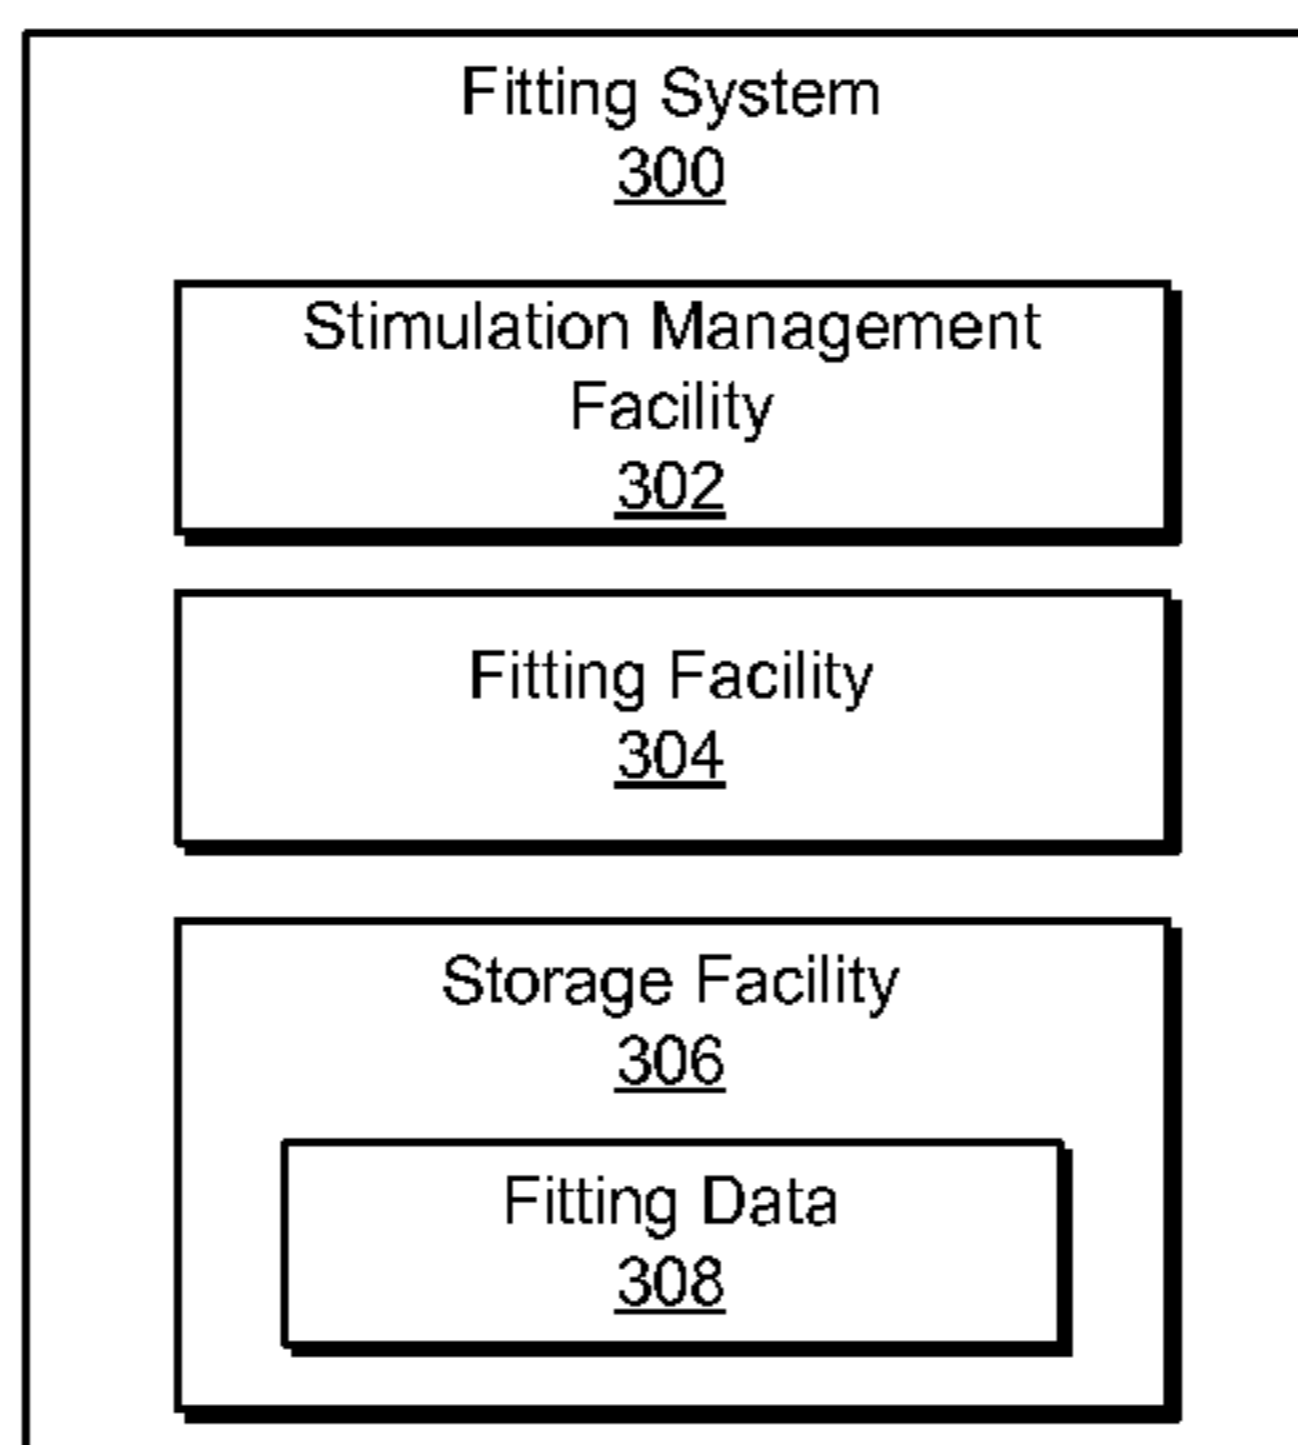 Fitting System
300
Stimulation Management
Facility
302
Fitting Facility
304
Storage Facility
306
Fitting Data
308